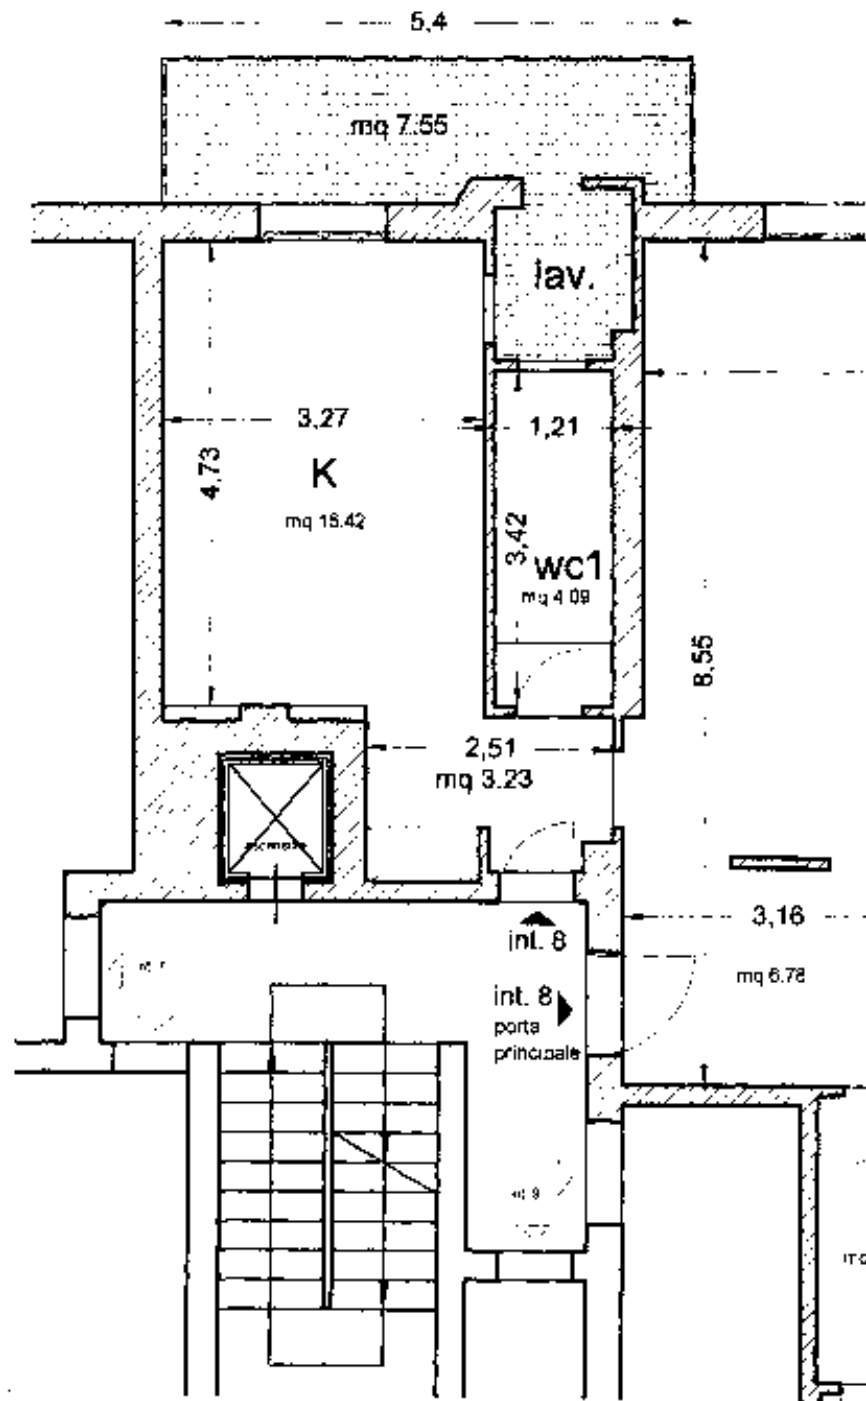 5,4
mq 7.55
lav.
3,27
1,21
4,73
K
mq 15.42
3,42
wc1
mq 4.09
8,55
2,51
mq 3.23
3,16
int. 8
mq 6.78
int. 8
porta
principale